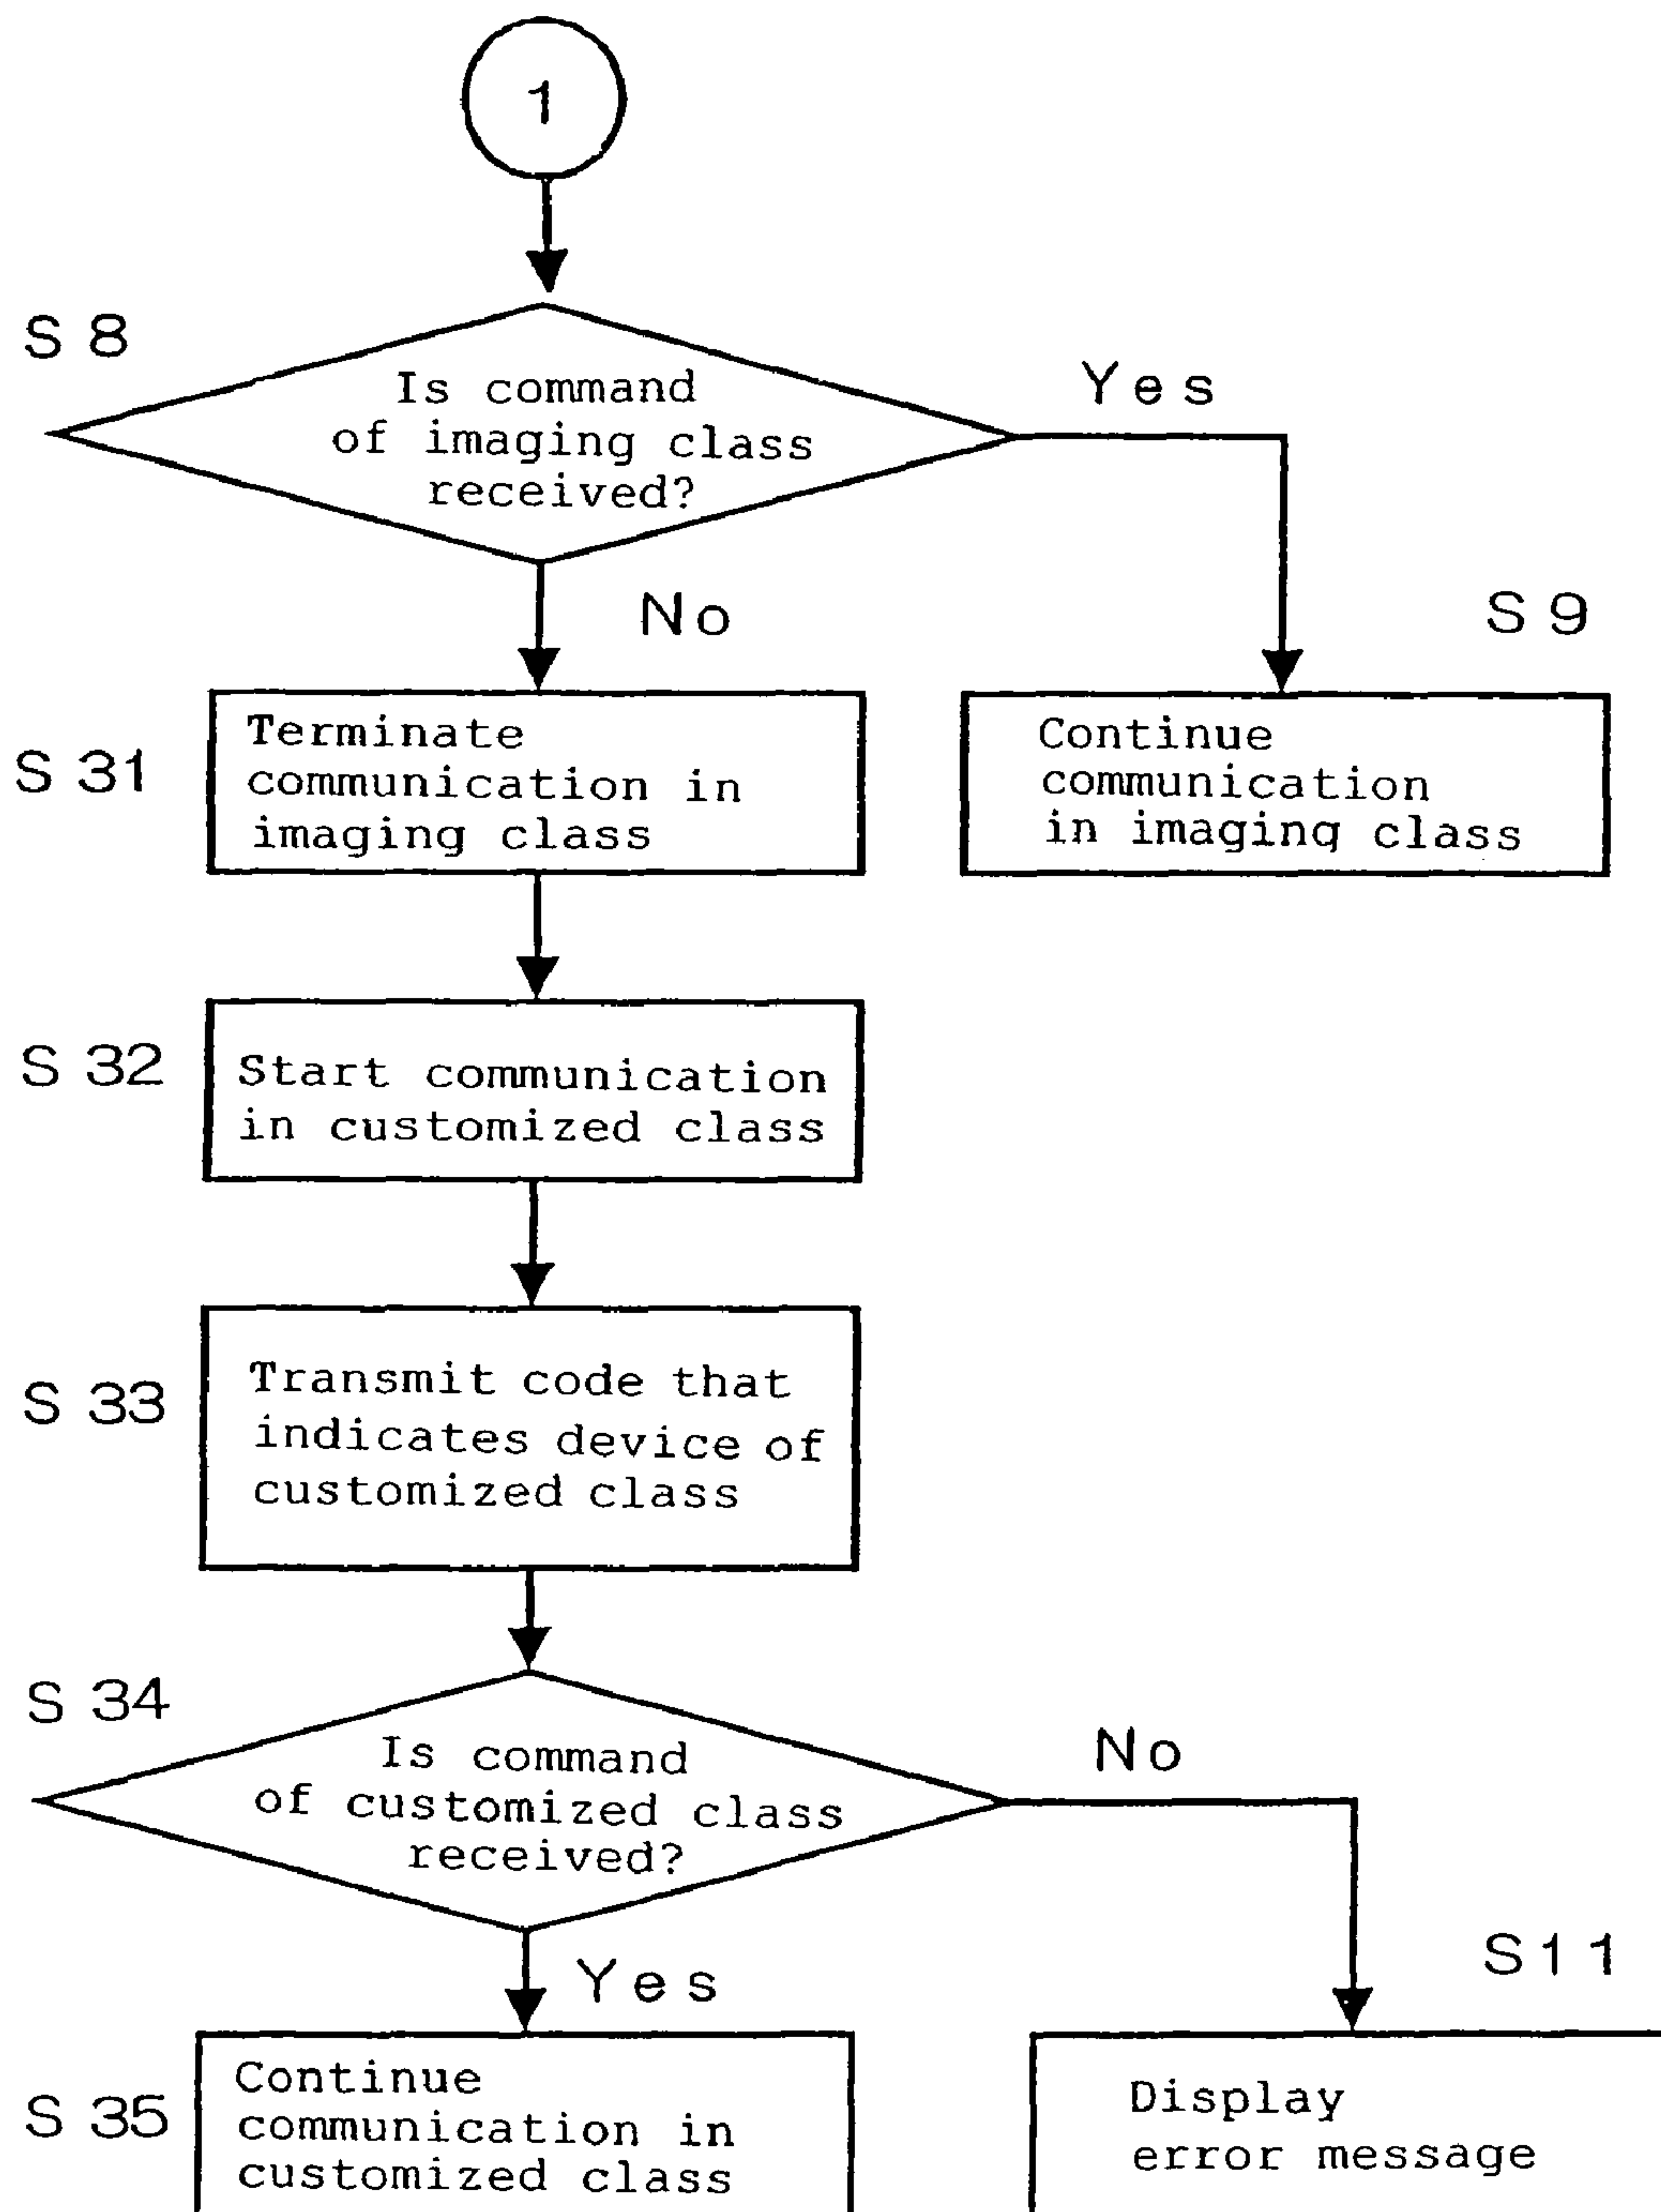 1
S 8
Is command
of imaging class
received?
Yes
No
S 9
S 31
Terminate
communication in
imaging class
Continue
communication
in imaging class
S 32
Start communication
in customized class
S 33
Transmit code that
indicates device of
customized class
S 34
Is command
of customized class
received?
No
Yes
S11
S 35
Continue
communication in
customized class
Display
error message